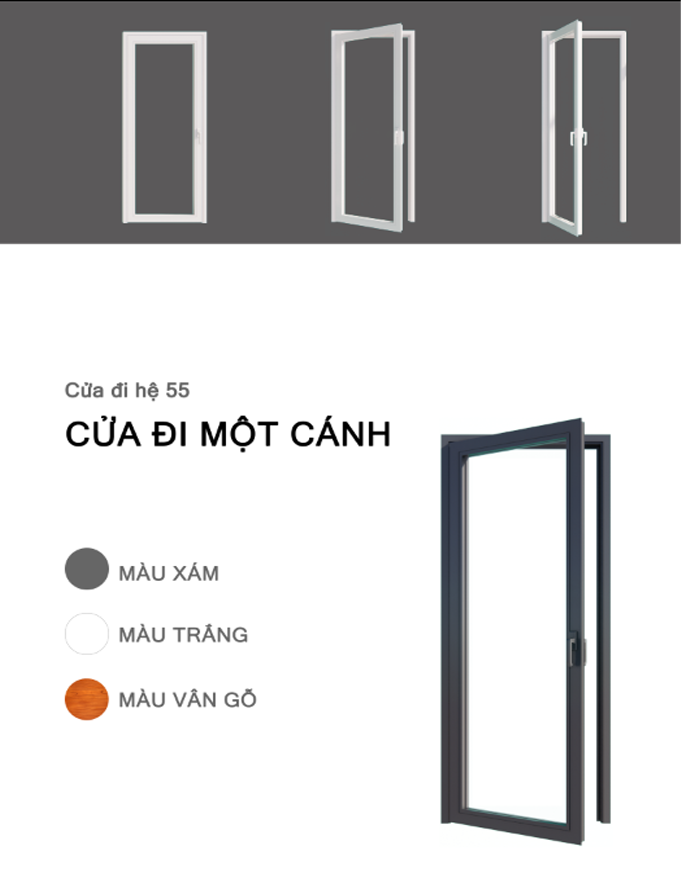 Cửa đi hệ 55
CỬA ĐI MỘT CÁNH
MÀU XÁM
MÀU TRẮNG
MÀU VÂN GỖ